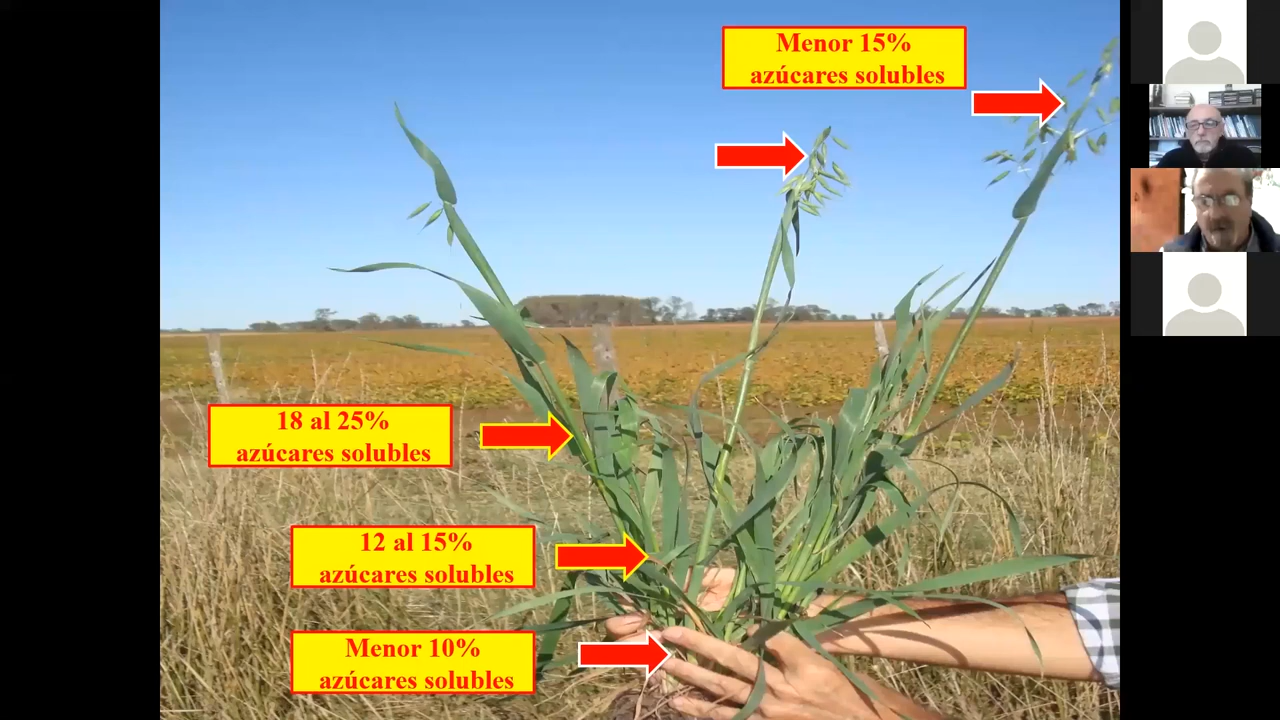 Menor 15%
azúcares solubles
18 al 25%
azúcares solubles
12 al 15%
azúcares solubles
Menor 10%
azúcares solubles